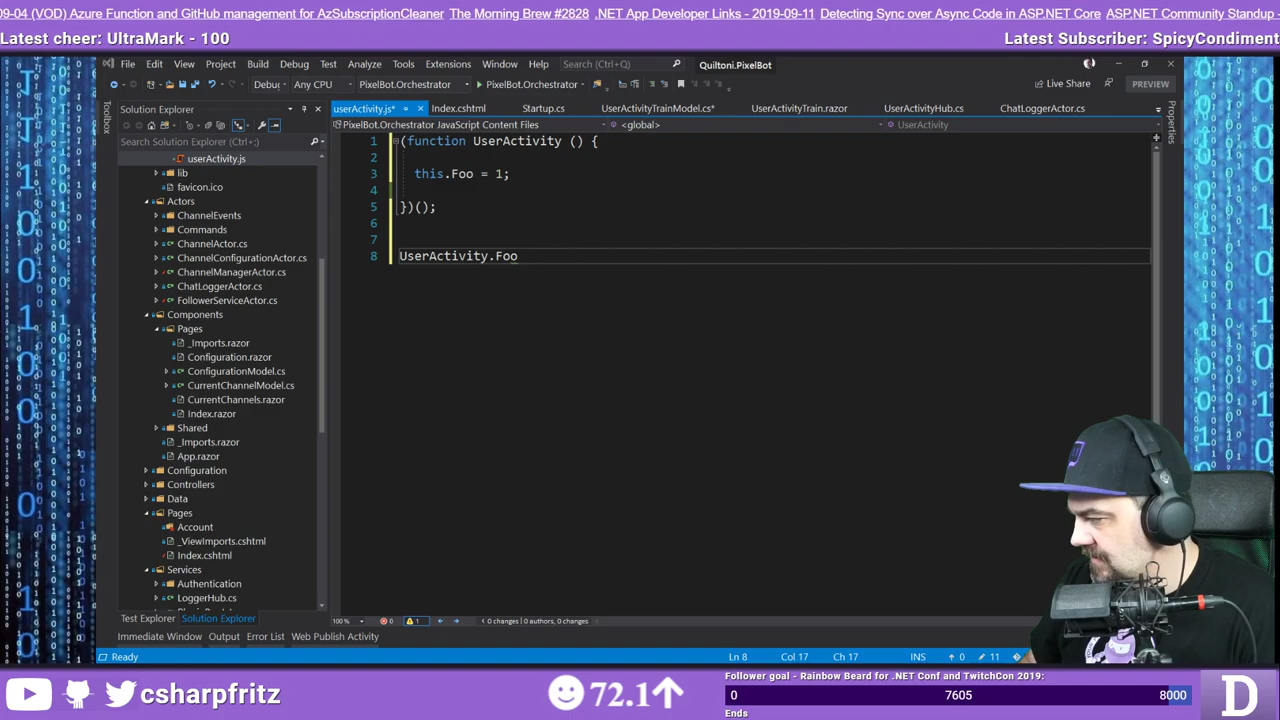 09-04 (VOD) Azure Function and GitHub management for AzSubscriptionCleaner The Morning Brew #2828 .NET App Developer Links - 2019-09-11 Detecting Sync over Async Code in ASP.NET Core ASP.NET Community Standup -
Latest cheer: UltraMark - 100
Latest Subscriber: SpicyCondiment
File Edit View Project Build Debug Test Analyze Tools Extensions Window Help Search (Ctrl+Q) Quiltoni.PixelBot
Debug Any CPU PixelBot.Orchestrator PixelBot.Orchestrator Live Share PREVIEW
Toolbox
Solution Explorer
Search Solution Explorer (Ctrl+;)
userActivity.js
lib
favicon.ico
Actors
ChannelEvents
Commands
ChannelActor.cs
ChannelConfigurationActor.cs
ChannelManagerActor.cs
ChatLoggerActor.cs
FollowerServiceActor.cs
Components
Pages
_Imports.razor
Configuration.razor
ConfigurationModel.cs
CurrentChannelModel.cs
CurrentChannels.razor
Index.razor
Shared
_Imports.razor
App.razor
Configuration
Controllers
Data
Pages
Account
_ViewImports.cshtml
Index.cshtml
Services
Authentication
LoggerHub.cs
Test Explorer Solution Explorer
userActivity.js* Index.cshtml Startup.cs UserActivityTrainModel.cs* UserActivityTrain.razor UserActivityHub.cs ChatLoggerActor.cs
PixelBot.Orchestrator JavaScript Content Files <global> UserActivity
Properties
1 (function UserActivity () {
2
3 this.Foo = 1;
4
5 })();
6
7
8 UserActivity.Foo
100 % 0 1 0 changes | 0 authors, 0 changes
Immediate Window Output Error List Web Publish Activity
Ready Ln 8 Col 17 Ch 17 INS 0 11
csharpfritz
72.1
Follower goal - Rainbow Beard for .NET Conf and TwitchCon 2019:
0 7605 8000
Ends
D